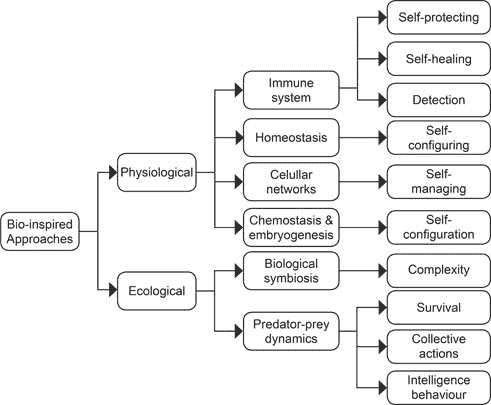 Bio-inspired
Approaches
Physiological
Ecological
Immune
system
Homeostasis
Celullar
networks
Chemostasis &
embryogenesis
Biological
symbiosis
Predator-prey
dynamics
Self-protecting
Self-healing
Detection
Self-
configuring
Self-
managing
Self-
configuration
Complexity
Survival
Collective
actions
Intelligence
behaviour